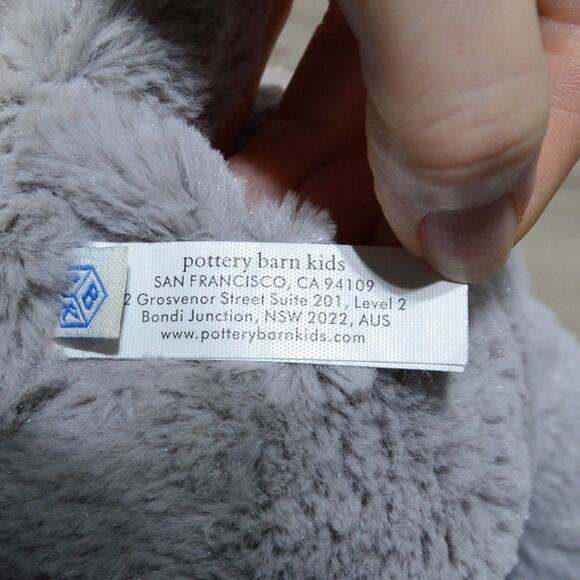 pottery barn kids
SAN FRANCISCO, CA 94109
2 Grosvenor Street Suite 201, Level 2
Bondi Junction, NSW 2022, AUS
www.potterybarnkids.com